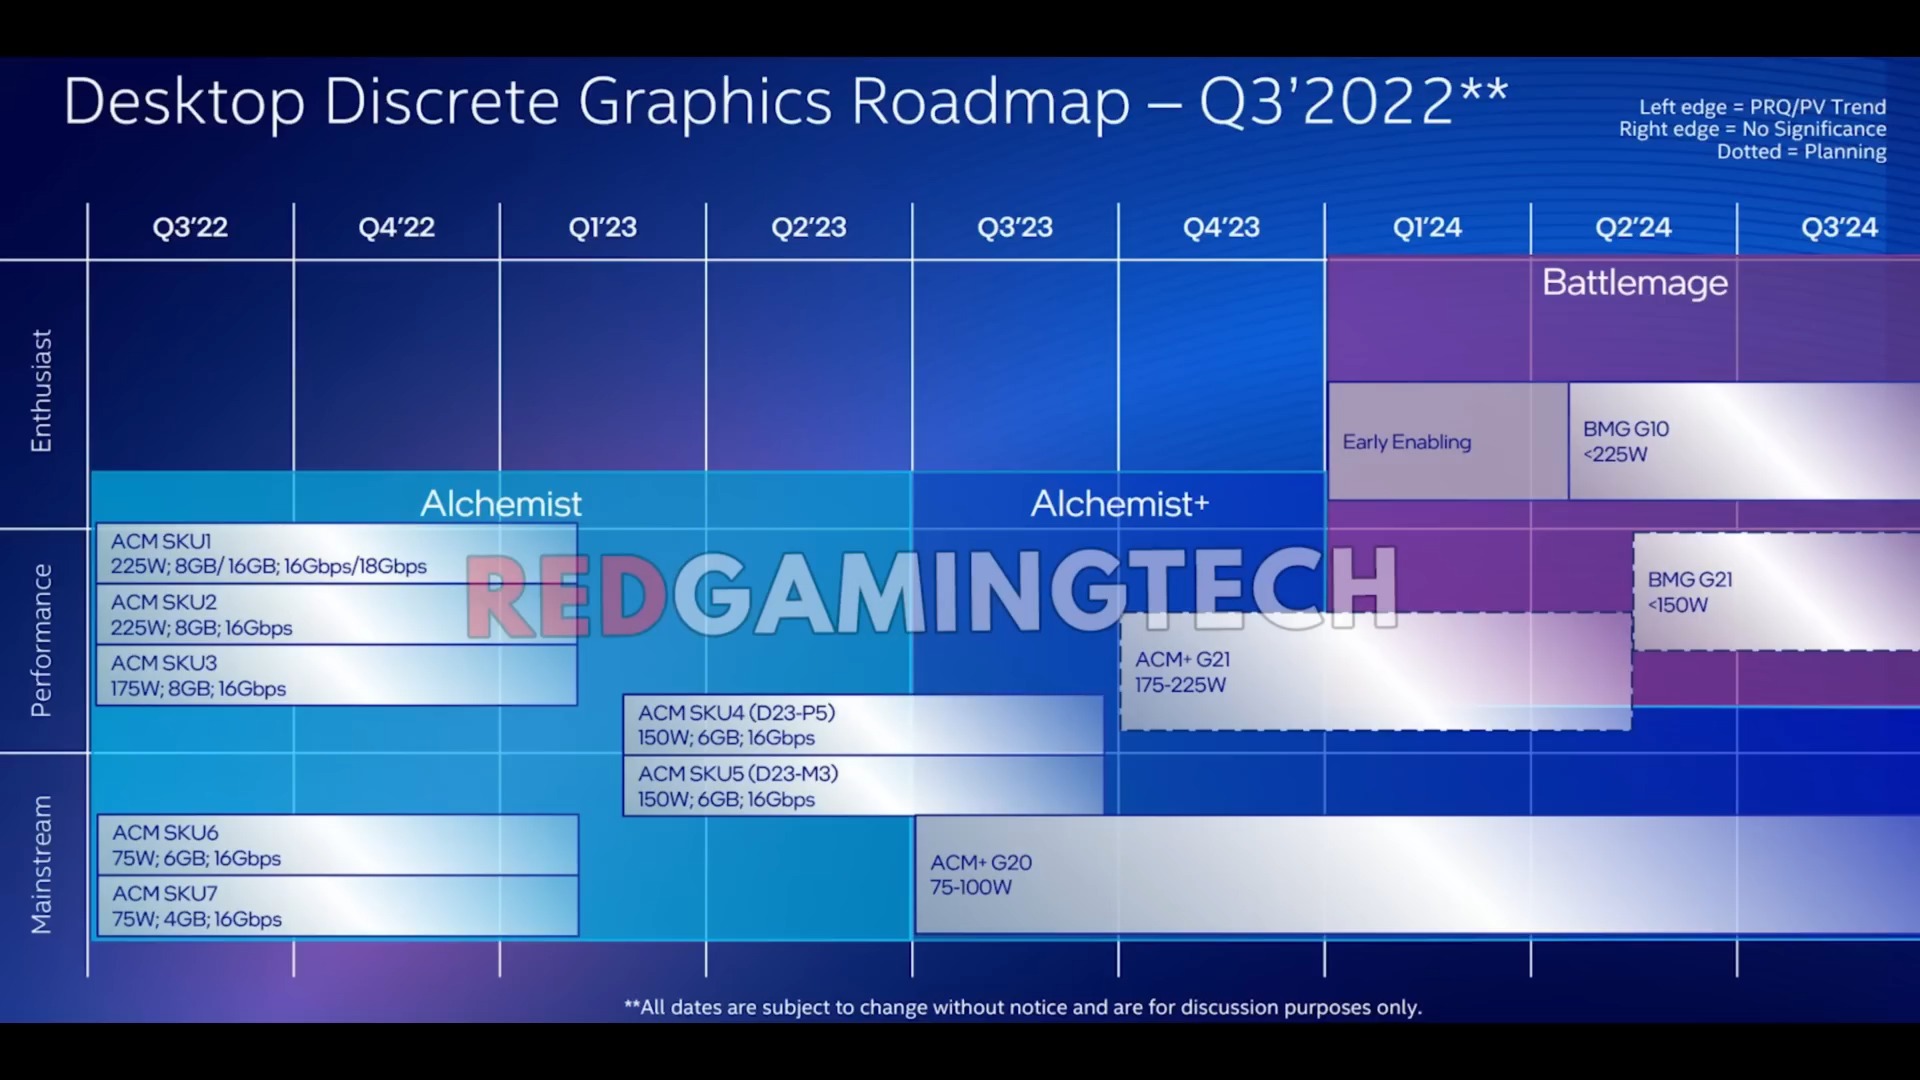 Desktop Discrete Graphics Roadmap – Q3’2022**
Left edge = PRQ/PV Trend
Right edge = No Significance
Dotted = Planning
Q3’22 Q4’22 Q1’23 Q2’23 Q3’23 Q4’23 Q1’24 Q2’24 Q3’24
Enthusiast
Battlemage
Early Enabling
BMG G10
<225W
Alchemist
Alchemist+
Performance
ACM SKU1
225W; 8GB/ 16GB; 16Gbps/18Gbps
ACM SKU2
225W; 8GB; 16Gbps
ACM SKU3
175W; 8GB; 16Gbps
REDGAMINGTECH
BMG G21
<150W
ACM+ G21
175-225W
ACM SKU4 (D23-P5)
150W; 6GB; 16Gbps
ACM SKU5 (D23-M3)
150W; 6GB; 16Gbps
Mainstream
ACM SKU6
75W; 6GB; 16Gbps
ACM SKU7
75W; 4GB; 16Gbps
ACM+ G20
75-100W
**All dates are subject to change without notice and are for discussion purposes only.